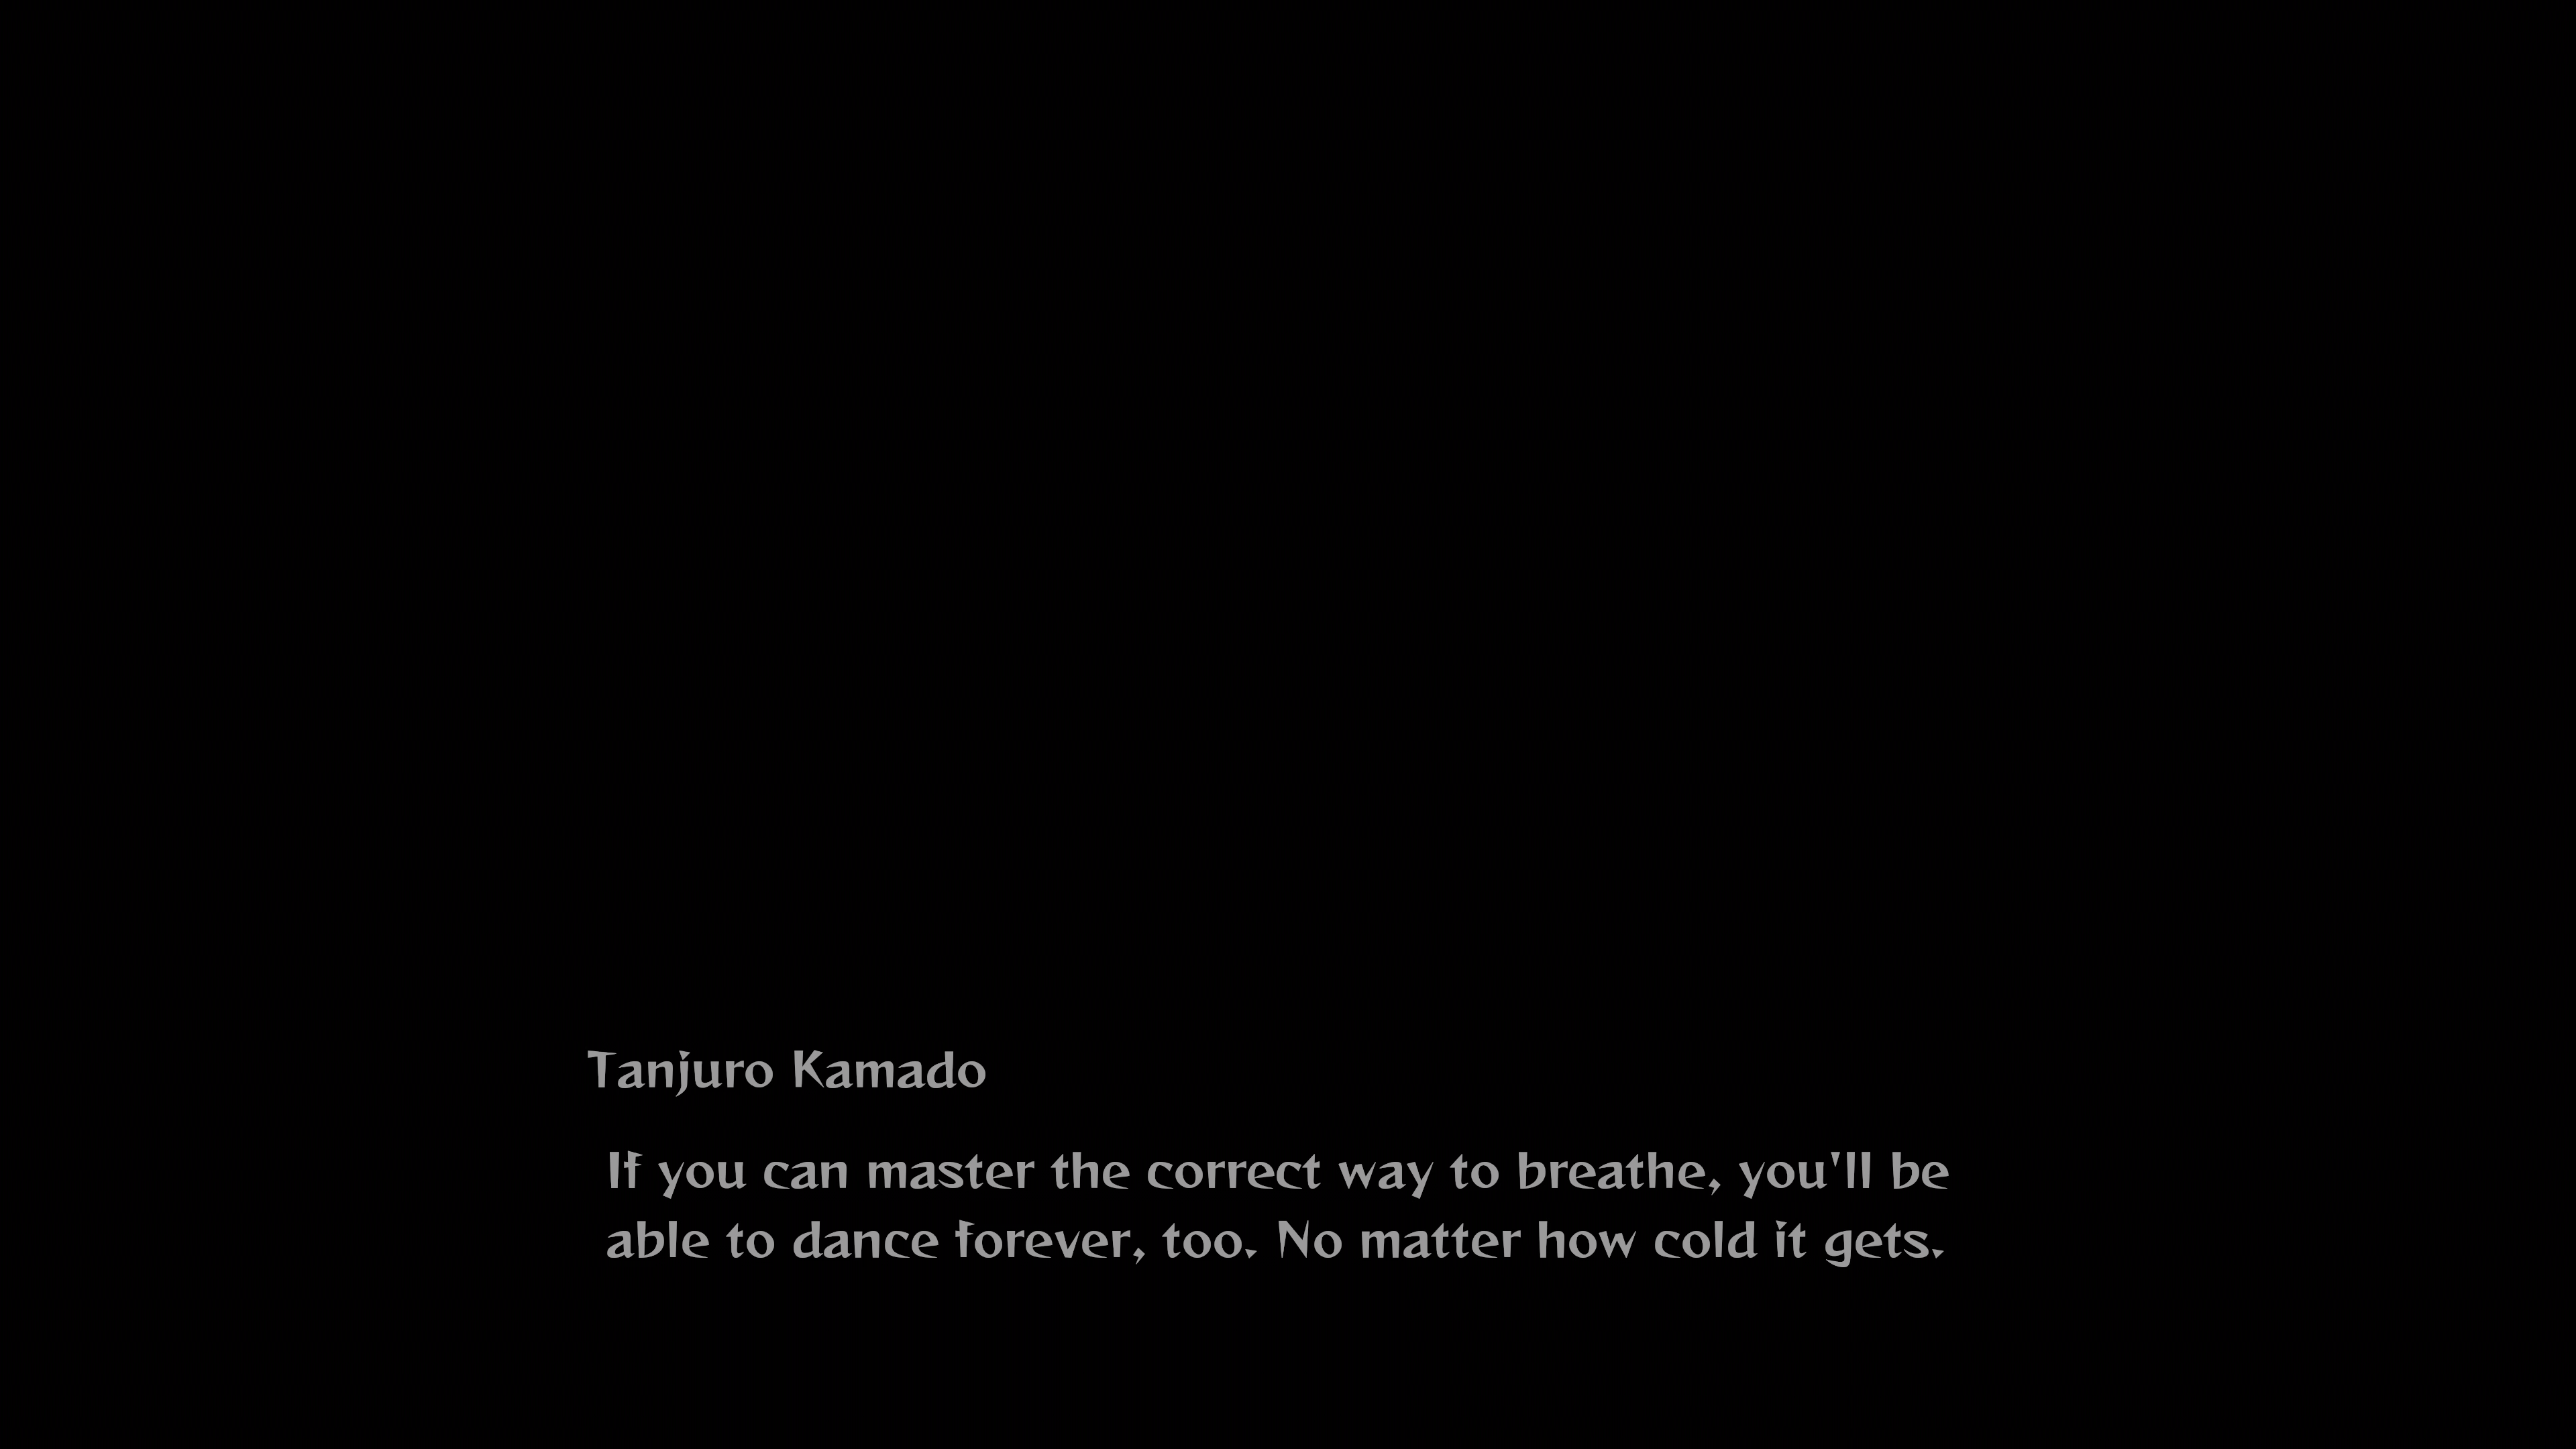 Tanjuro Kamado
If you can master the correct way to breathe, you'll be
able to dance forever, too. No matter how cold it gets.